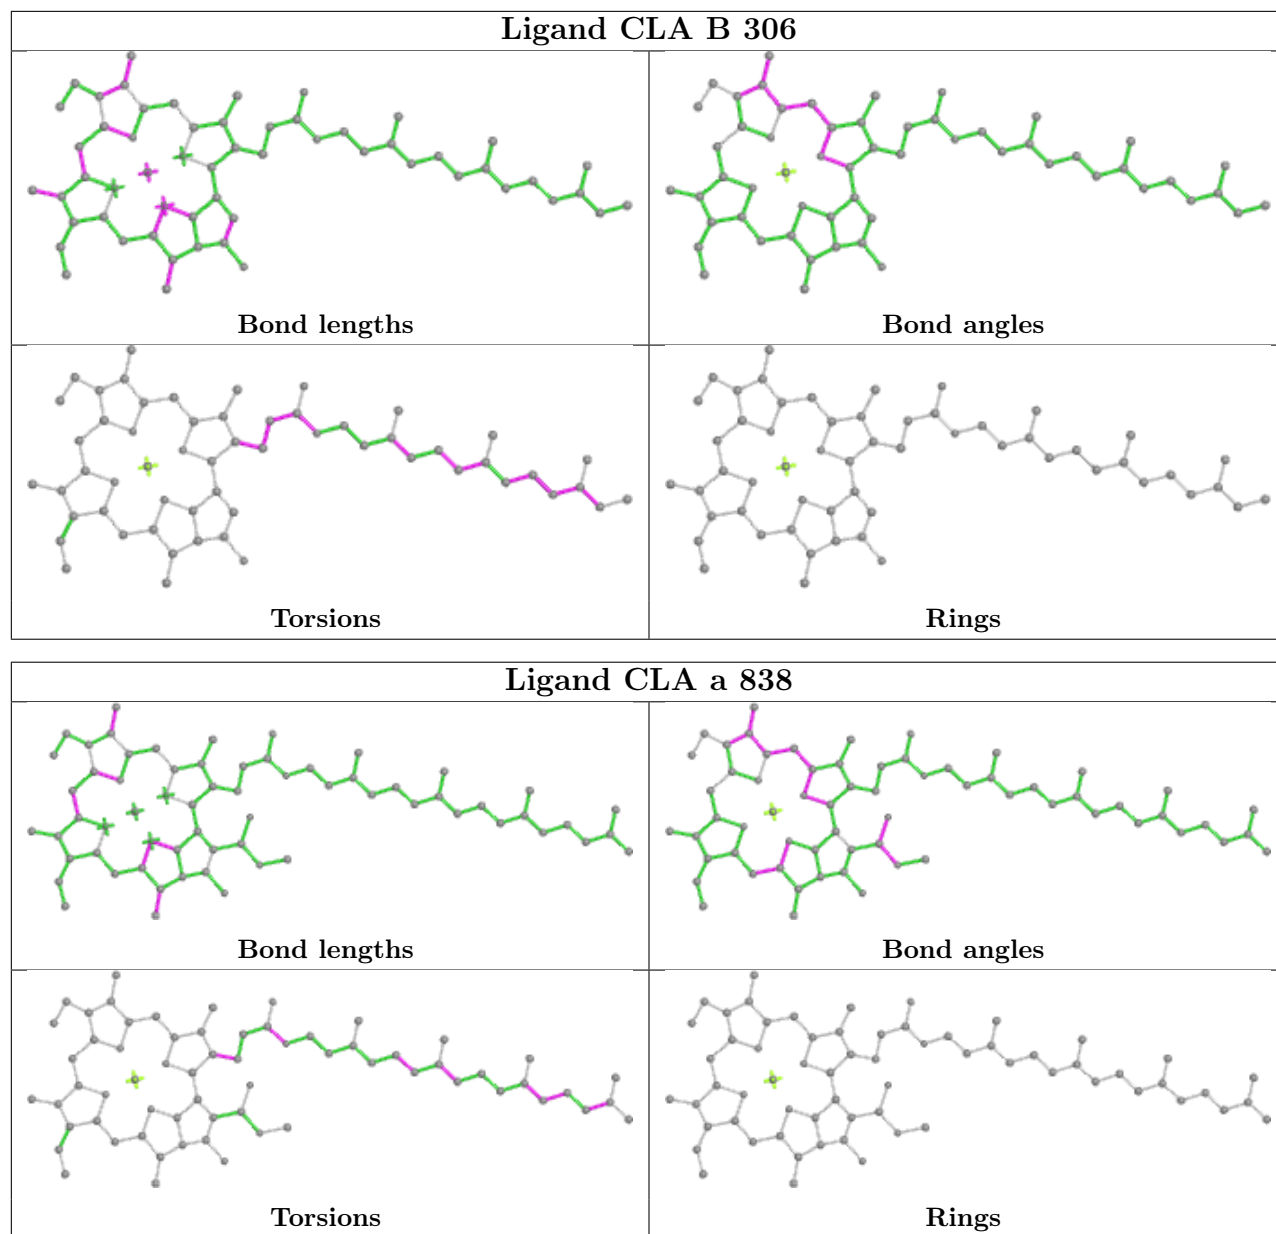 Ligand CLA B 306
Bond lengths
Bond angles
Torsions
Rings
Ligand CLA a 838
Bond lengths
Bond angles
Torsions
Rings